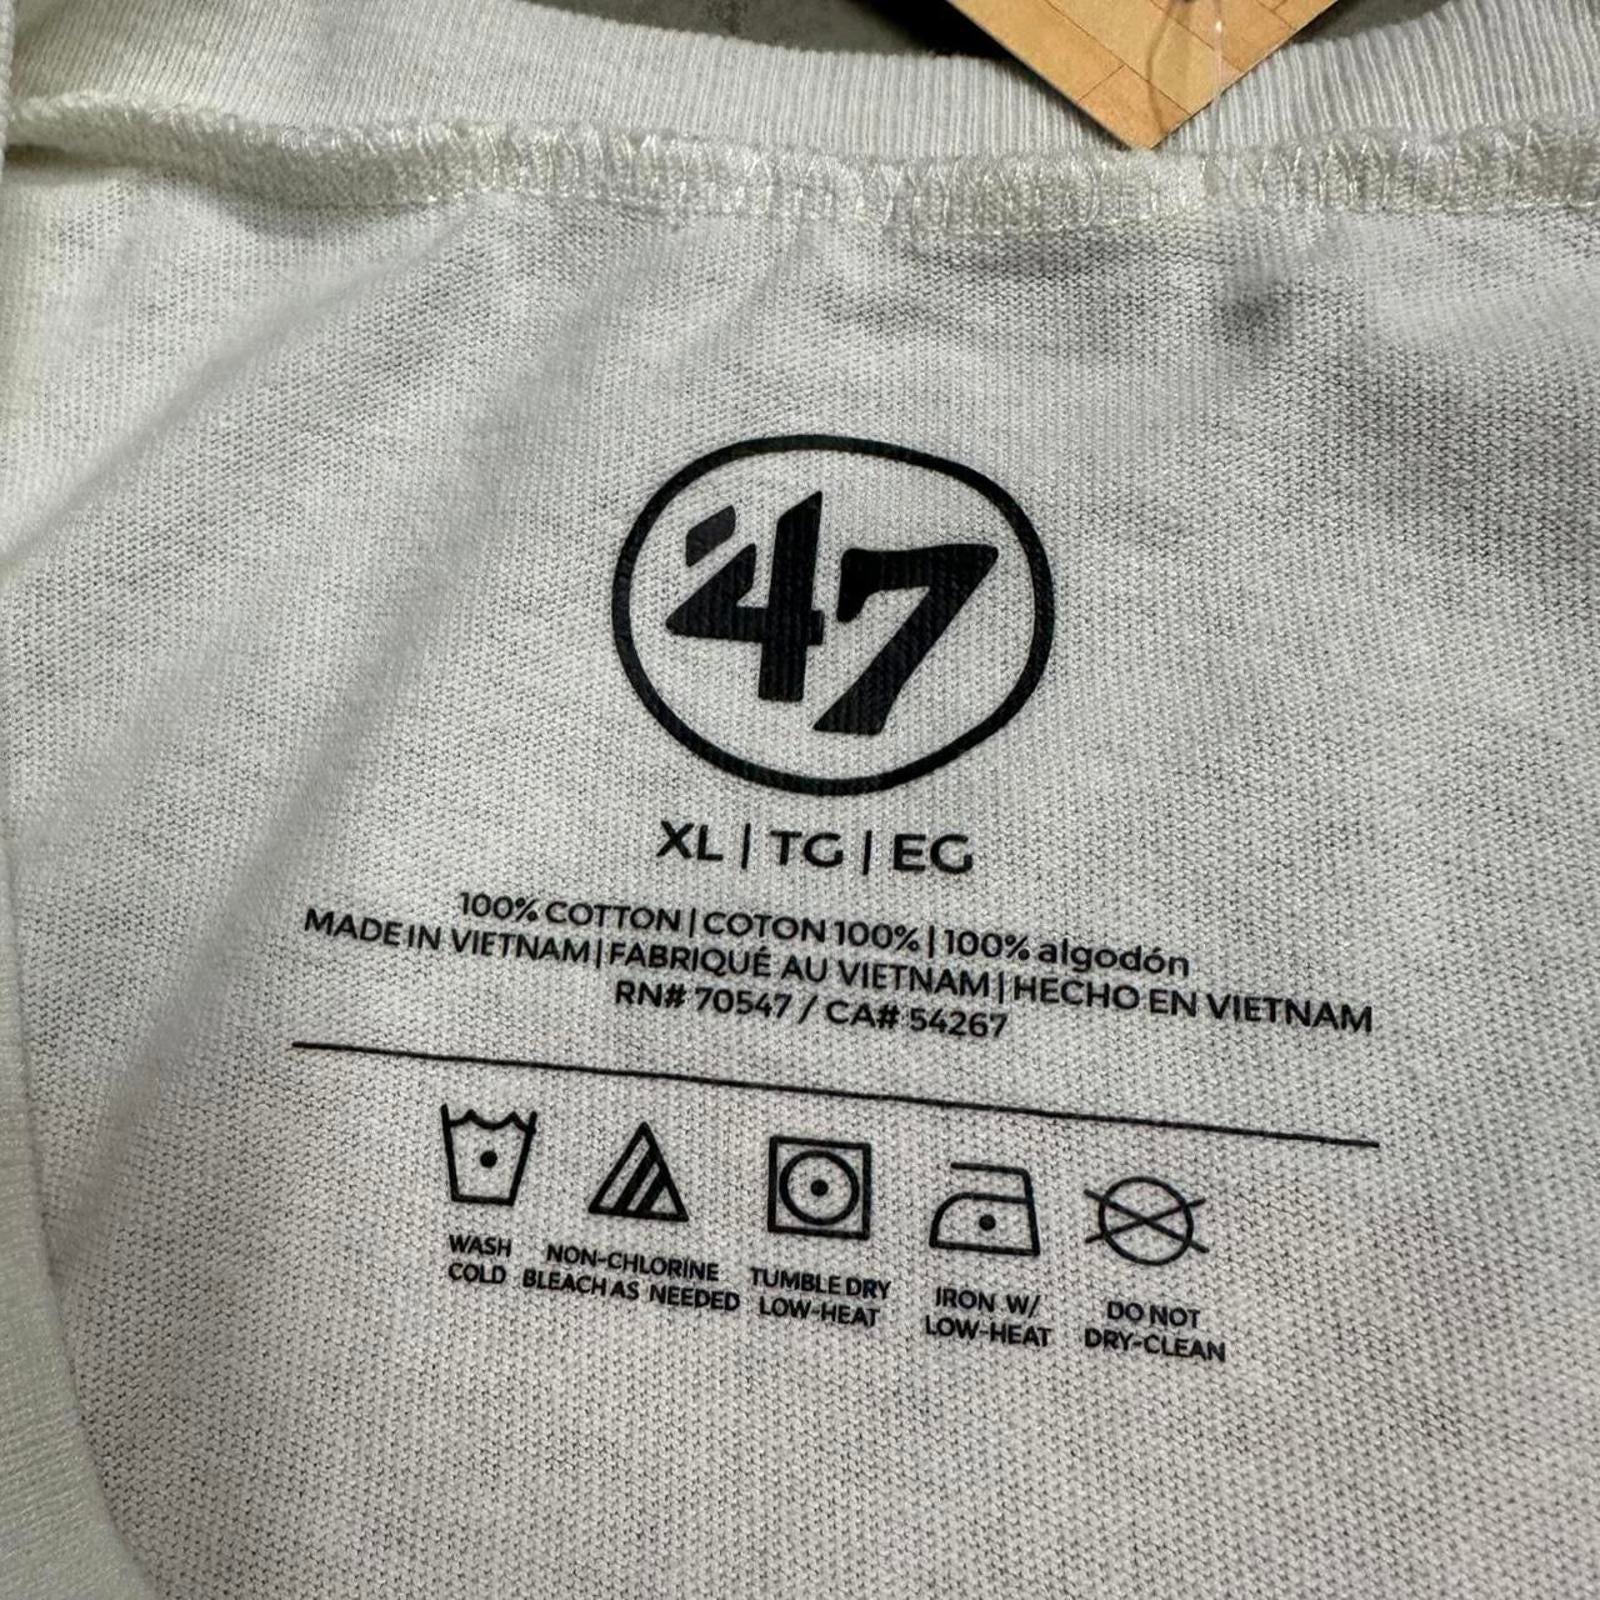 '47
XL | TG | EG
100% COTTON | COTON 100% | 100% algodón
MADE IN VIETNAM | FABRIQUÉ AU VIETNAM | HECHO EN VIETNAM
RN# 70547 / CA# 54267
WASH COLD
NON-CHLORINE BLEACH AS NEEDED
TUMBLE DRY LOW-HEAT
IRON W/ LOW-HEAT
DO NOT DRY-CLEAN